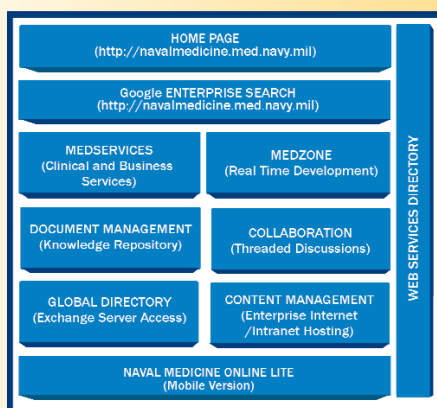 HOME PAGE
(http://navalmedicine.med.navy.mil)
Google ENTERPRISE SEARCH
(http://navalmedicine.med.navy.mil)
MEDSERVICES
(Clinical and Business
Services)
MEDZONE
(Real Time Development)
DOCUMENT MANAGEMENT
(Knowledge Repository)
COLLABORATION
(Threaded Discussions)
GLOBAL DIRECTORY
(Exchange Server Access)
CONTENT MANAGEMENT
(Enterprise Internet
/Intranet Hosting)
NAVAL MEDICINE ONLINE LITE
(Mobile Version)
WEB SERVICES DIRECTORY